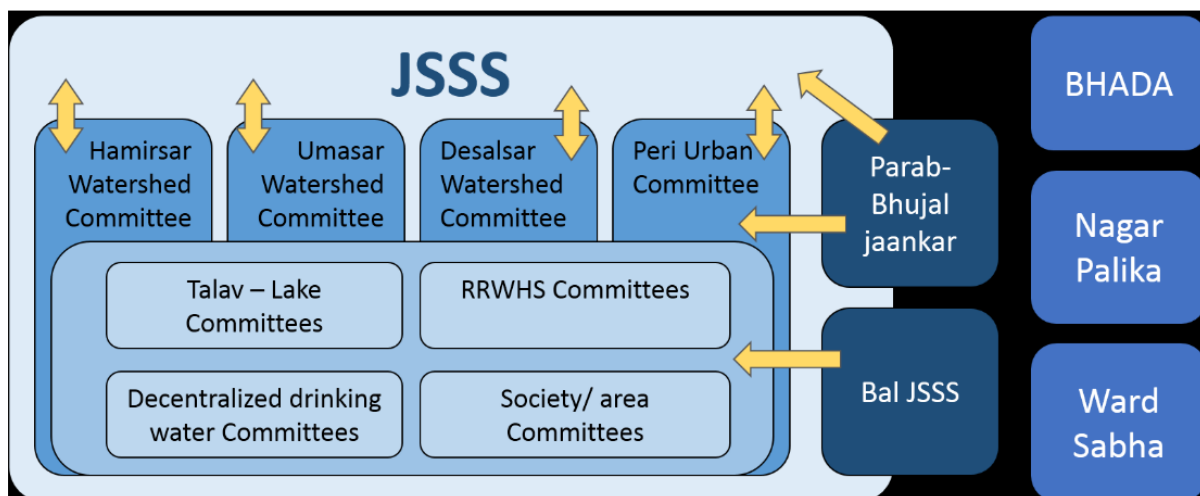 JSSS
Hamirsar
Watershed
Committee
Umasar
Watershed
Committee
Desalsar
Watershed
Committee
Peri Urban
Committee
Talav – Lake
Committees
RRWHS Committees
Decentralized drinking
water Committees
Society/ area
Committees
Parab-
Bhujal
jaankar
Bal JSSS
BHADA
Nagar
Palika
Ward
Sabha